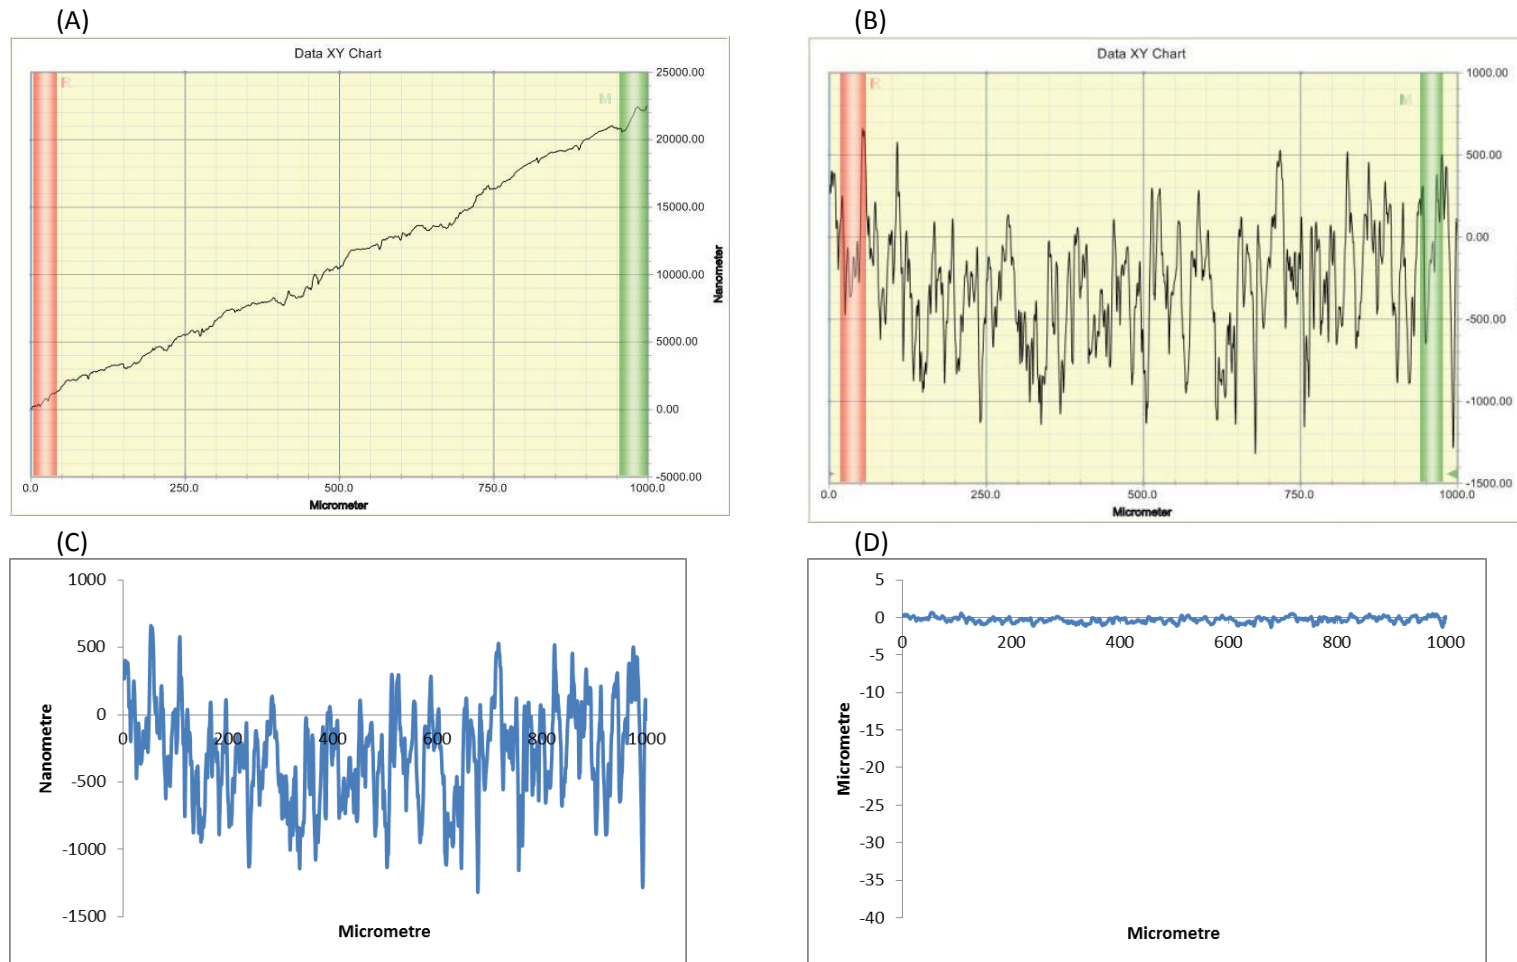 (A)
Data XY Chart
R
M
25000.00
20000.00
15000.00
10000.00
5000.00
0.00
-5000.00
Nanometer
0.0 250.0 500.0 750.0 1000.0
Micrometer
(B)
Data XY Chart
R
M
1000.00
500.00
0.00
-500.00
-1000.00
-1500.00
0.0 250.0 500.0 750.0 1000.0
Micrometer
(C)
1000
500
0
-500
-1000
-1500
Nanometre
0 200 400 600 800 1000
Micrometre
(D)
5
0
-5
-10
-15
-20
-25
-30
-35
-40
Micrometre
0 200 400 600 800 1000
Micrometre